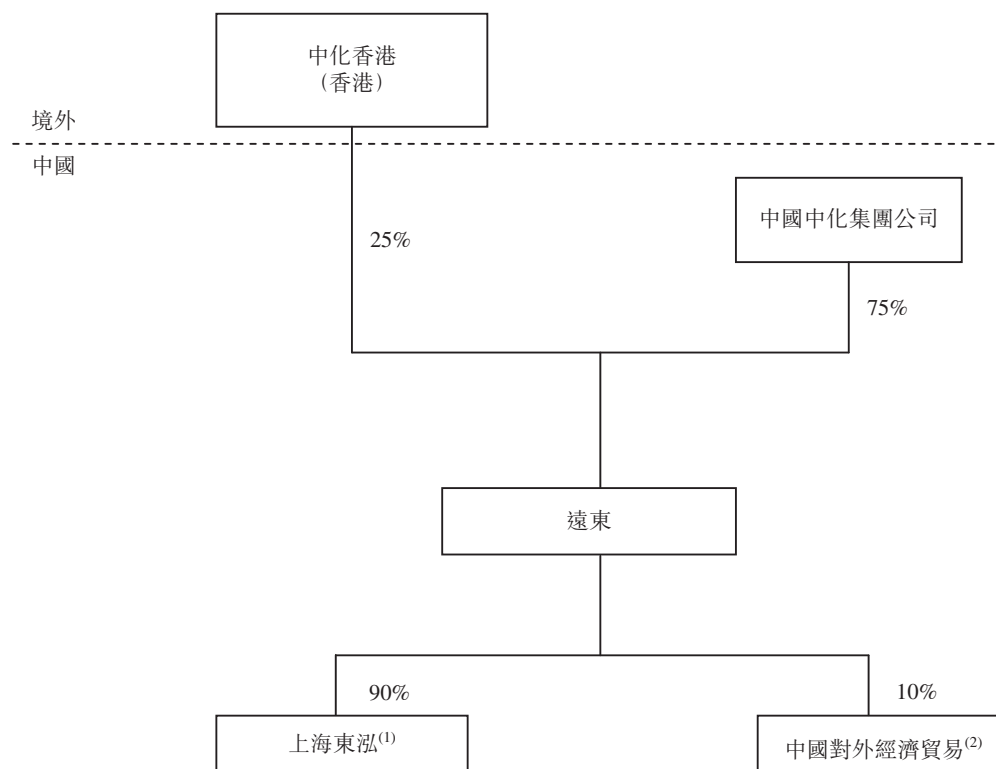 中化香港
（香港）
境外
中國
中國中化集團公司
25%
75%
遠東
90%
10%
上海東泓(1)
中國對外經濟貿易(2)